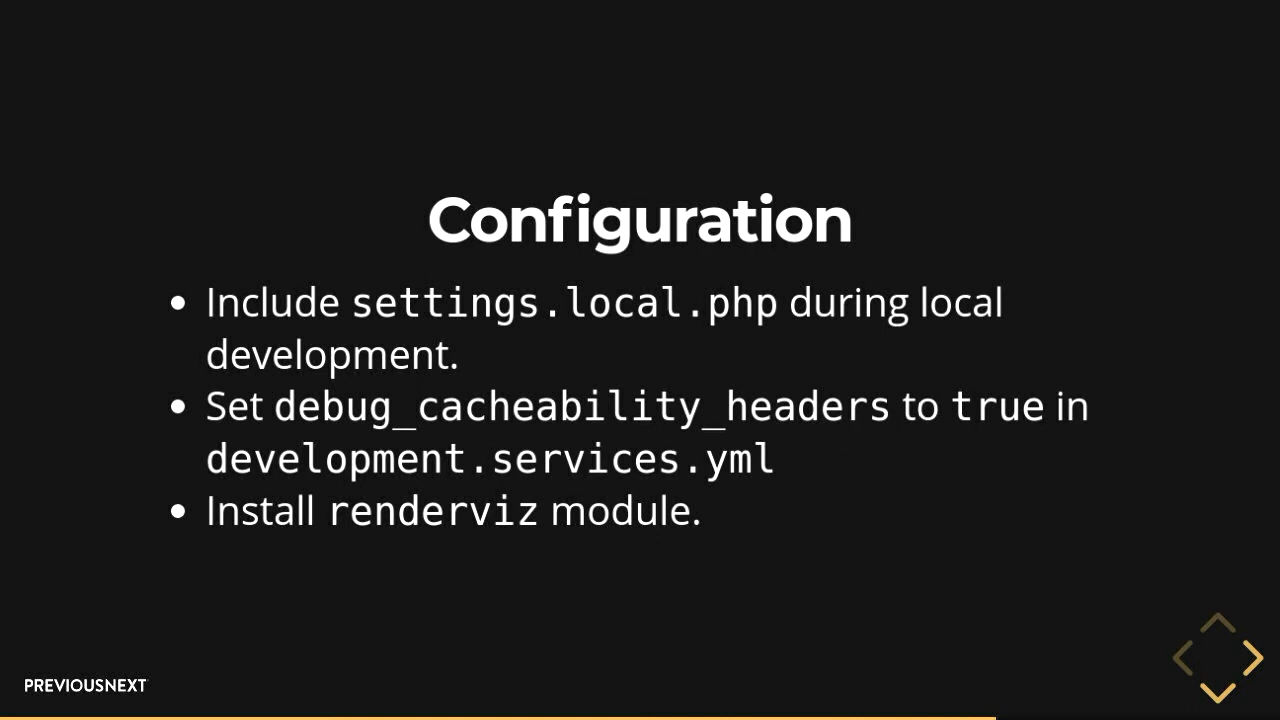 Configuration
Include settings.local.php during local
development.
Set debug_cacheability_headers to true in
development.services.yml
Install renderviz module.
PREVIOUSNEXT